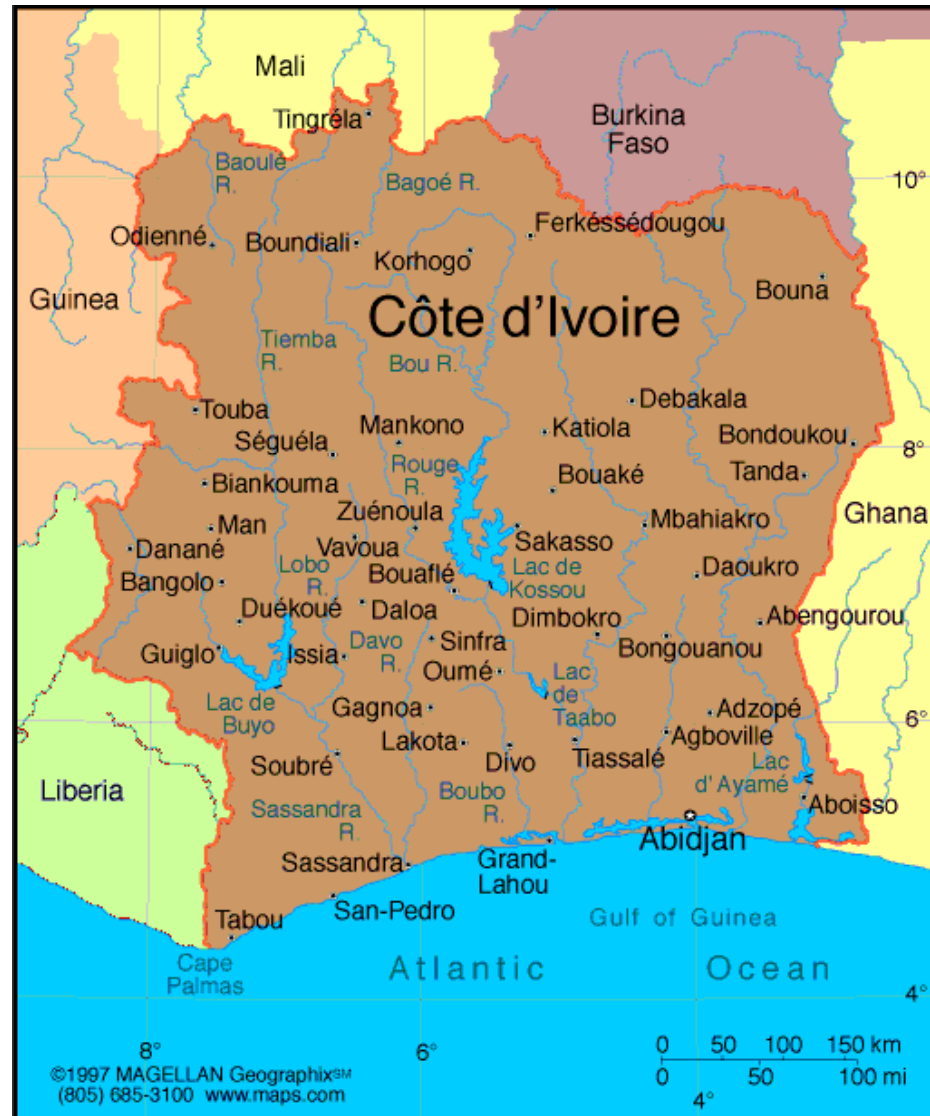 Mali
Tingréla
Burkina
Faso
Baoulé
R.
Bagoé R.
10°
Odienné
Boundiali
Ferkéssédougou
Korhogo
Guinea
Bouna
Côte d'Ivoire
Tiemba
R.
Bou R.
Touba
Debakala
Séguéla
Mankono
Katiola
Bondoukou
8°
Rouge
R.
Biankouma
Bouaké
Tanda
Man
Zuénoula
Mbahiakro
Ghana
Danané
Vavoua
Sakasso
Lobo
R.
Bouaflé
Lac de
Kossou
Daoukro
Bangolo
Duékoué
Daloa
Dimbokro
Abengourou
Guiglo
Issia
Davo
R.
Sinfra
Bongouanou
Oumé
Lac
de
Taabo
Lac de
Buyo
Gagnoa
Adzopé
6°
Lakota
Divo
Tiassalé
Agboville
Soubré
Lac
d'Ayamé
Liberia
Sassandra
R.
Boubo
R.
Aboisso
Abidjan
Sassandra
Grand-
Lahou
San-Pedro
Tabou
Gulf of Guinea
Cape
Palmas
Atlantic Ocean
4°
8°
6°
0 50 100 150 km
0 50 100 mi
4°
©1997 MAGELLAN Geographix℠
(805) 685-3100 www.maps.com